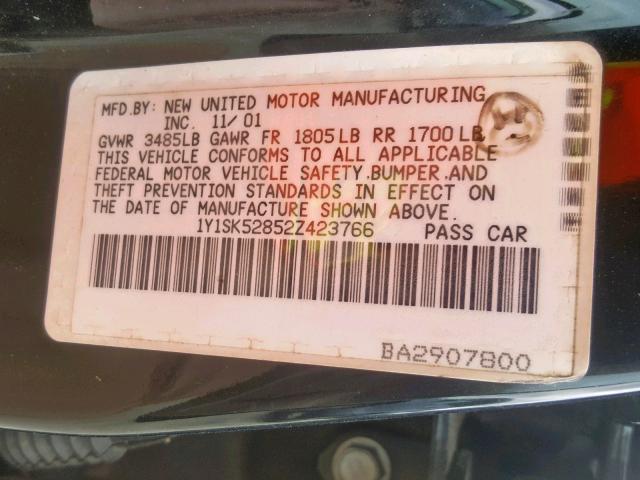 MFD.BY: NEW UNITED MOTOR MANUFACTURING
INC. 11/01
GVWR 3485LB GAWR FR 1805LB RR 1700LB
THIS VEHICLE CONFORMS TO ALL APPLICABLE
FEDERAL MOTOR VEHICLE SAFETY,BUMPER,AND
THEFT PREVENTION STANDARDS IN EFFECT ON
THE DATE OF MANUFACTURE SHOWN ABOVE.
1Y1SK52852Z423766 PASS CAR
BA2907800